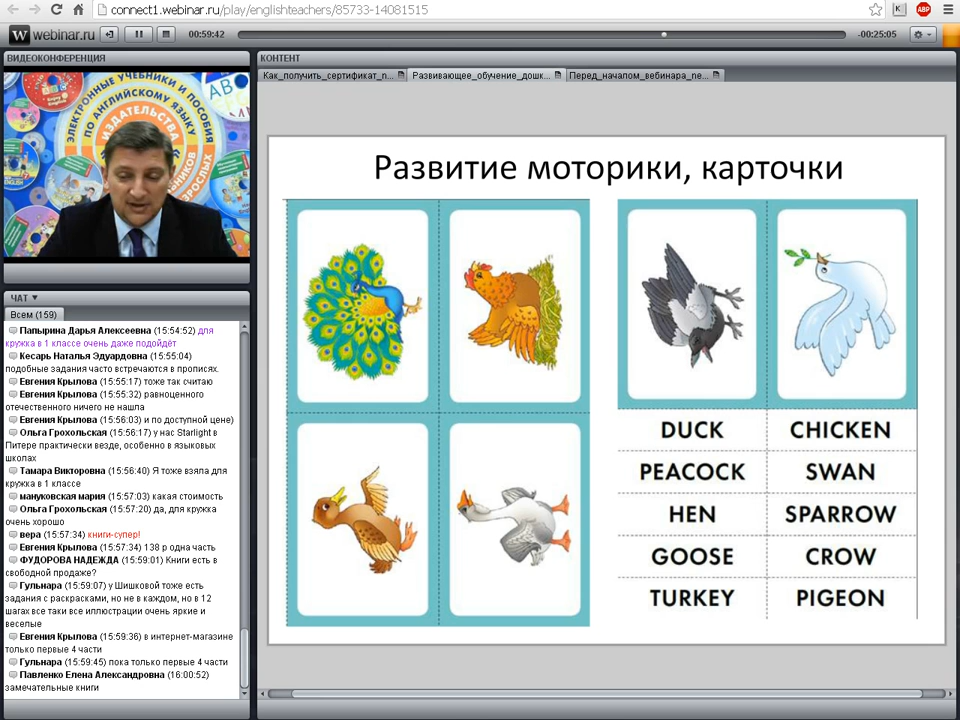 connect1.webinar.ru/play/englishteachers/85733-14081515
ABP
webinar.ru
00:59:42
-00:25:05
ВИДЕОКОНФЕРЕНЦИЯ
КОНТЕНТ
Как_получить_сертификат_п...
Развивающее_обучение_дошк...
Перед_началом_вебинара_пе...
ЭЛЕКТРОННЫЕ УЧЕБНИКИ И ПОСОБИЯ
ПО АНГЛИЙСКОМУ ЯЗЫКУ
ИЗДАТЕЛЬСТВА
Развитие моторики, карточки
DUCK
CHICKEN
PEACOCK
SWAN
HEN
SPARROW
GOOSE
CROW
TURKEY
PIGEON
ЧАТ
Всем (159)
Папырина Дарья Алексеевна (15:54:52) для
кружка в 1 классе очень даже подойдёт
Кесарь Наталья Эдуардовна (15:55:04)
подобные задания часто встречаются в прописях.
Евгения Крылова (15:55:17) тоже так считаю
Евгения Крылова (15:55:32) равноценного
отечественного ничего не нашла
Евгения Крылова (15:56:03) и по доступной цене)
Ольга Грохольская (15:56:17) у нас Starlight в
Питере практически везде, особенно в языковых
школах
Тамара Викторовна (15:56:40) Я тоже взяла для
кружка в 1 классе
мануковская мария (15:57:03) какая стоимость
Ольга Грохольская (15:57:20) да, для кружка
очень хорошо
вера (15:57:34) книги-супер!
Евгения Крылова (15:57:34) 138 р одна часть
ФУДОРОВА НАДЕЖДА (15:59:01) Книги есть в
свободной продаже?
Гульнара (15:59:07) у Шишковой тоже есть
задания с раскрасками, но не в каждом, но в 12
шагах все таки все иллюстрации очень яркие и
веселые
Евгения Крылова (15:59:36) в интернет-магазине
только первые 4 части
Гульнара (15:59:45) пока только первые 4 части
Павленко Елена Александровна (16:00:52)
замечательные книги